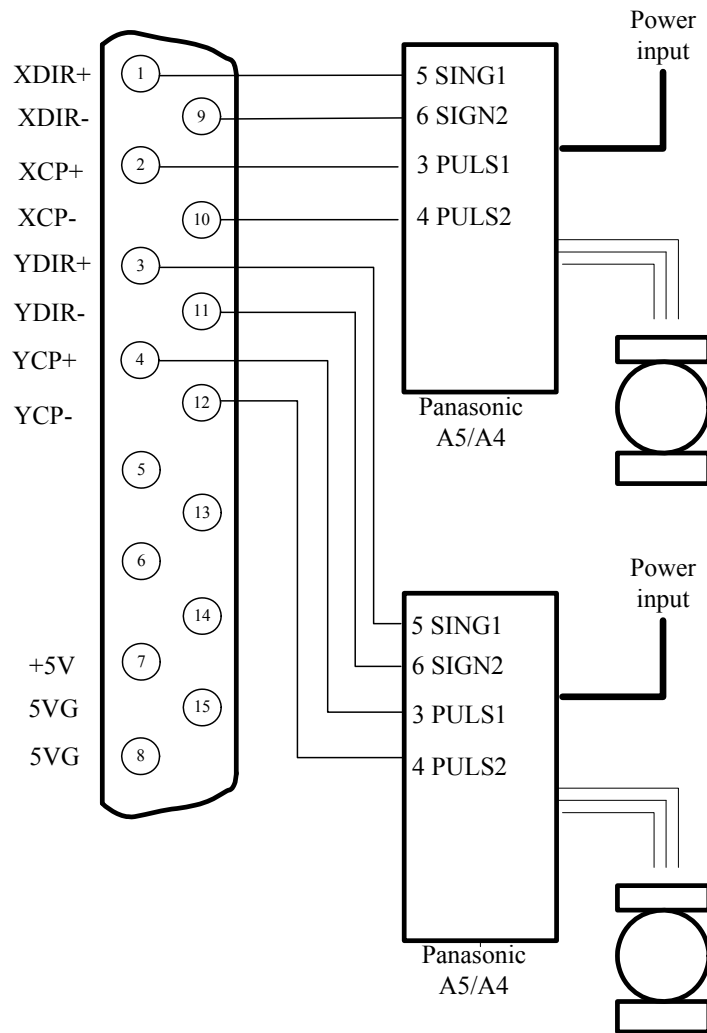 Power
input
XDIR+
1
5 SING1
XDIR-
9
6 SIGN2
XCP+
2
3 PULS1
XCP-
10
4 PULS2
YDIR+
3
YDIR-
11
YCP+
4
YCP-
12
Panasonic
A5/A4
5
13
6
Power
input
14
5 SING1
+5V
7
6 SIGN2
5VG
15
3 PULS1
5VG
8
4 PULS2
Panasonic
A5/A4